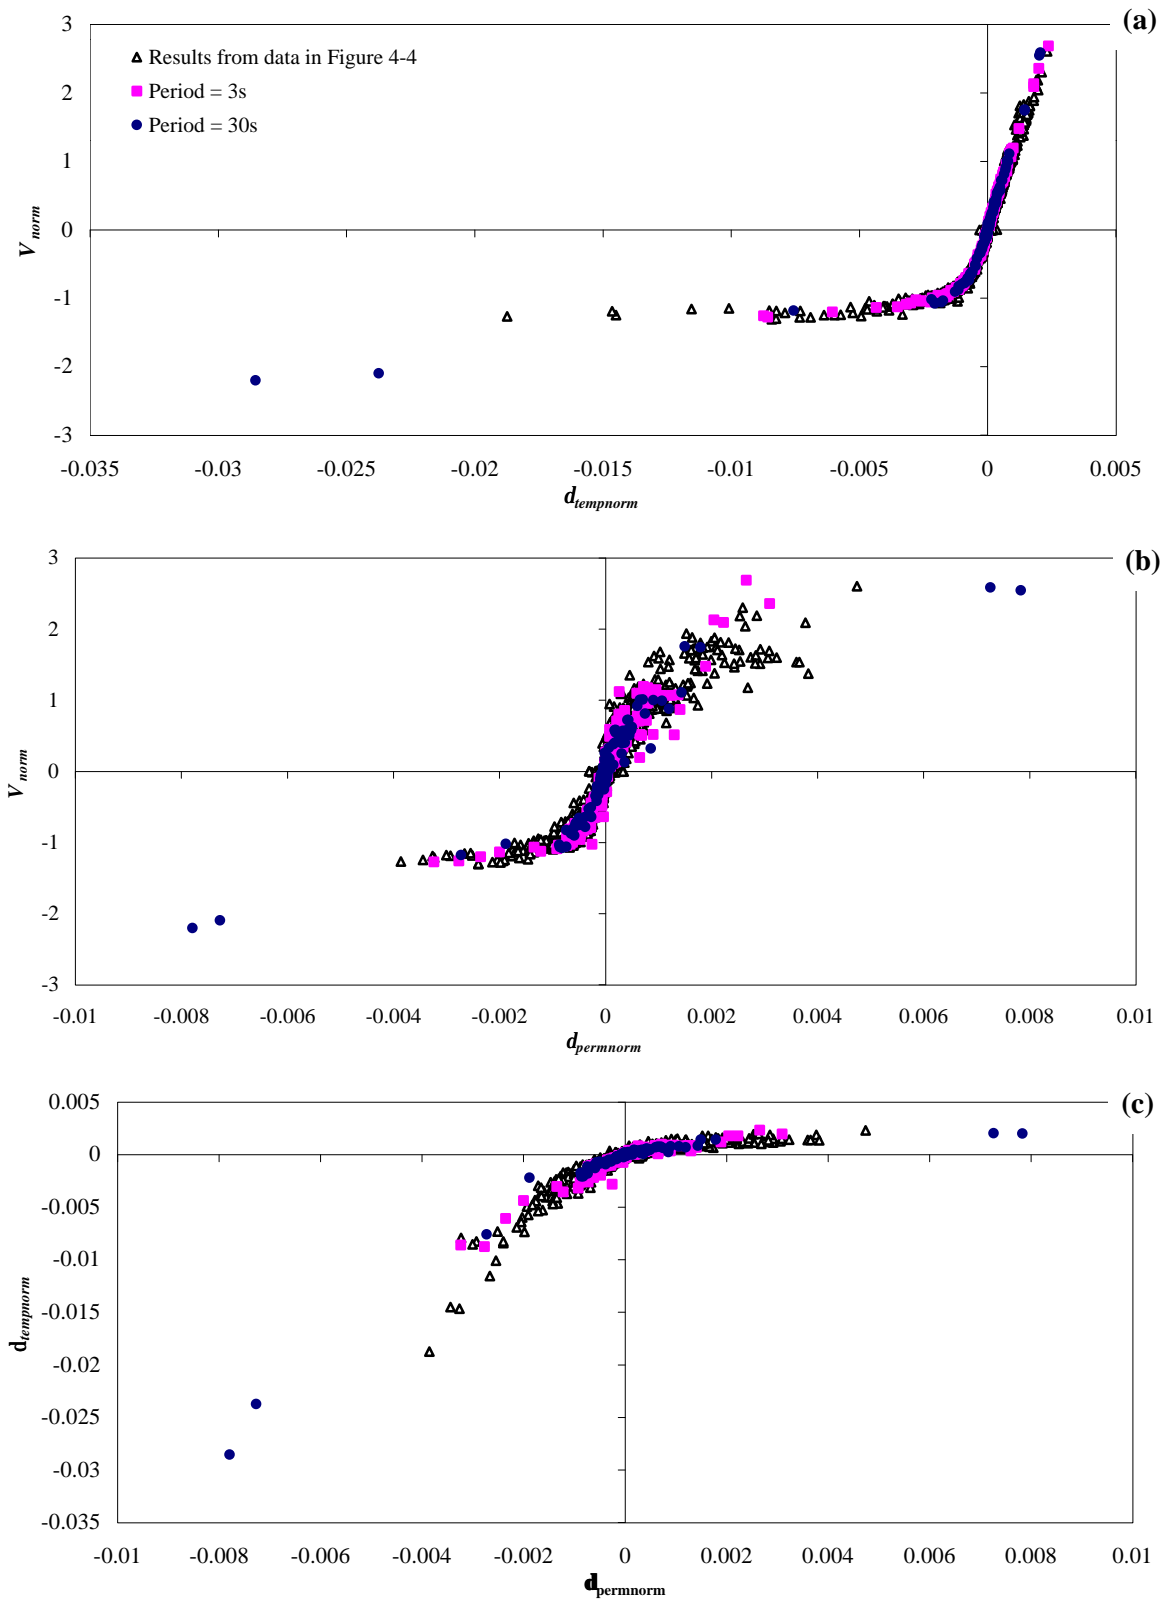 (a)
3
Results from data in Figure 4-4
2
Period = 3s
Period = 30s
1
0
V norm
-1
-2
-3
-0.035 -0.03 -0.025 -0.02 -0.015 -0.01 -0.005 0 0.005
d tempnorm
(b)
3
2
1
0
V norm
-1
-2
-3
-0.01 -0.008 -0.006 -0.004 -0.002 0 0.002 0.004 0.006 0.008 0.01
d permnorm
(c)
0.005
0
-0.005
-0.01
d tempnorm
-0.015
-0.02
-0.025
-0.03
-0.035
-0.01 -0.008 -0.006 -0.004 -0.002 0 0.002 0.004 0.006 0.008 0.01
d permnorm